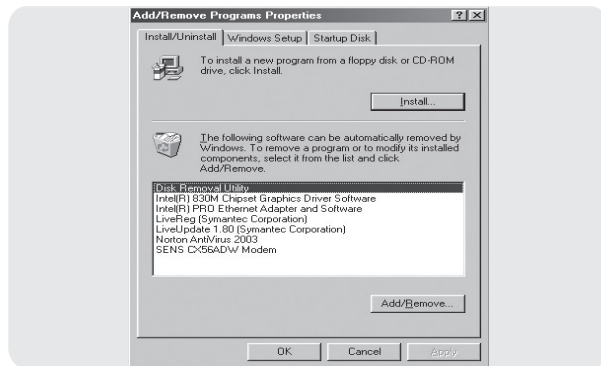 Add/Remove Programs Properties
Install/Uninstall Windows Setup Startup Disk
To install a new program from a floppy disk or CD-ROM
drive, click Install.
Install...
The following software can be automatically removed by
Windows. To remove a program or to modify its installed
components, select it from the list and click
Add/Remove.
Disk Removal Utility
Intel(R) 830M Chipset Graphics Driver Software
Intel(R) PRO Ethernet Adapter and Software
LiveReg (Symantec Corporation)
LiveUpdate 1.80 (Symantec Corporation)
Norton AntiVirus 2003
SENS CX56ADW Modem
Add/Remove...
OK Cancel Apply